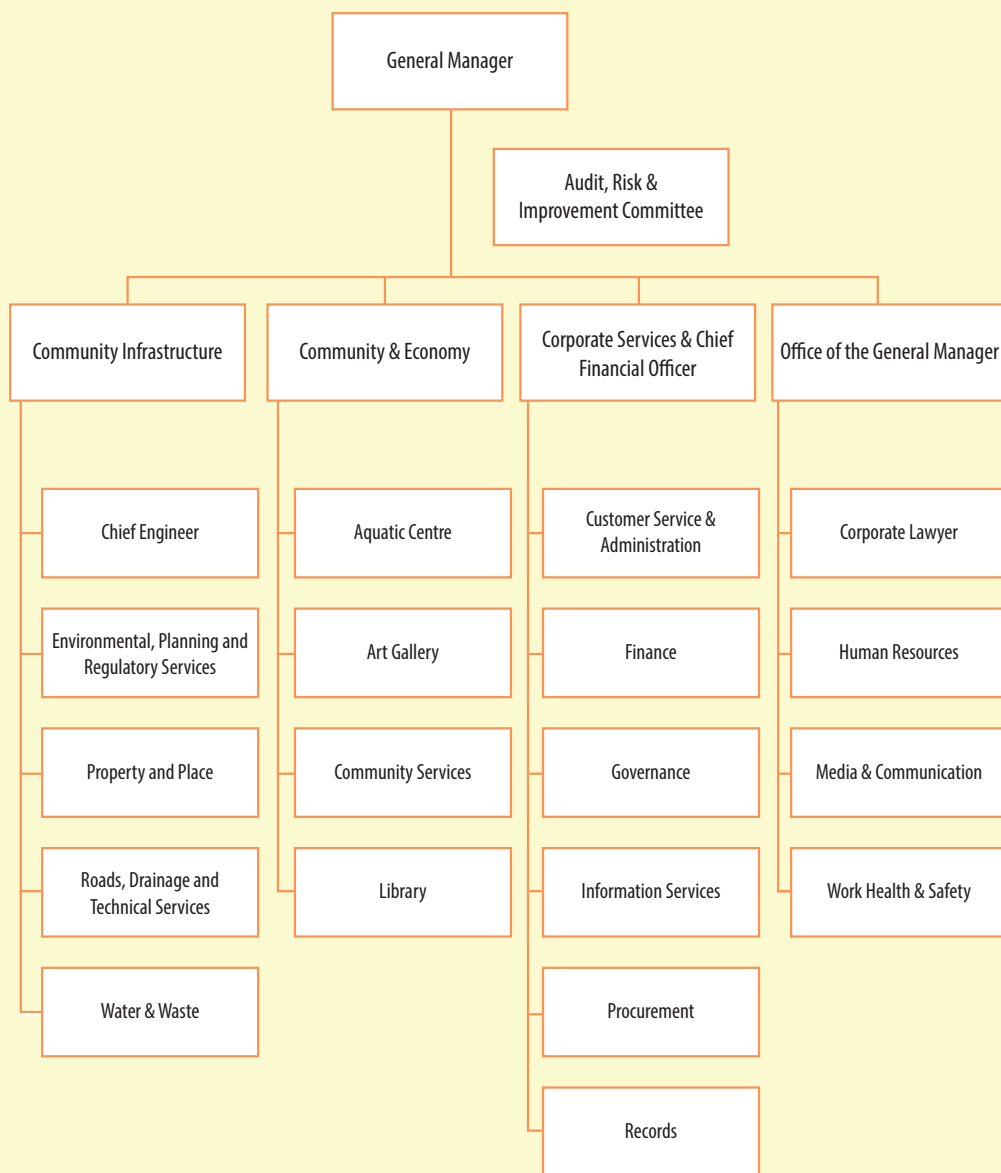 General Manager
Audit, Risk &
Improvement Committee
Community Infrastructure
Community & Economy
Corporate Services & Chief
Financial Officer
Office of the General Manager
Chief Engineer
Environmental, Planning and
Regulatory Services
Property and Place
Roads, Drainage and
Technical Services
Water & Waste
Aquatic Centre
Art Gallery
Community Services
Library
Customer Service &
Administration
Finance
Governance
Information Services
Procurement
Records
Corporate Lawyer
Human Resources
Media & Communication
Work Health & Safety